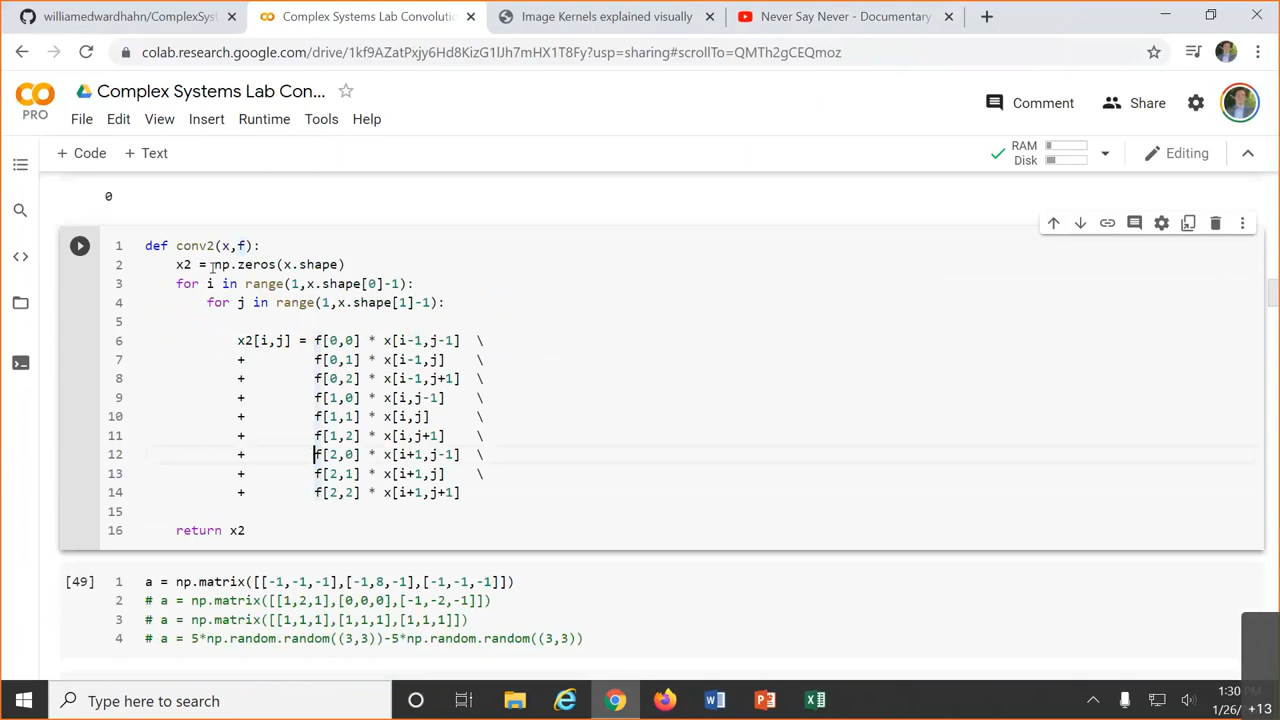 williamedwardhahn/ComplexSyst
Complex Systems Lab Convolutio
Image Kernels explained visually
Never Say Never - Documentary
colab.research.google.com/drive/1kf9AZatPxjy6Hd8KizG1lJh7mHX1T8Fy?usp=sharing#scrollTo=QMTh2gCEQmoz
CO
PRO
Complex Systems Lab Con...
Comment
Share
File Edit View Insert Runtime Tools Help
+ Code + Text
RAM
Disk
Editing
0
1 def conv2(x,f):
2 x2 = np.zeros(x.shape)
3 for i in range(1,x.shape[0]-1):
4 for j in range(1,x.shape[1]-1):
5
6 x2[i,j] = f[0,0] * x[i-1,j-1] \
7 + f[0,1] * x[i-1,j] \
8 + f[0,2] * x[i-1,j+1] \
9 + f[1,0] * x[i,j-1] \
10 + f[1,1] * x[i,j] \
11 + f[1,2] * x[i,j+1] \
12 + f[2,0] * x[i+1,j-1] \
13 + f[2,1] * x[i+1,j] \
14 + f[2,2] * x[i+1,j+1]
15
16 return x2
[49] 1 a = np.matrix([[-1,-1,-1],[-1,8,-1],[-1,-1,-1]])
2 # a = np.matrix([[1,2,1],[0,0,0],[-1,-2,-1]])
3 # a = np.matrix([[1,1,1],[1,1,1],[1,1,1]])
4 # a = 5*np.random.random((3,3))-5*np.random.random((3,3))
Type here to search
1:30
1/26/
+13